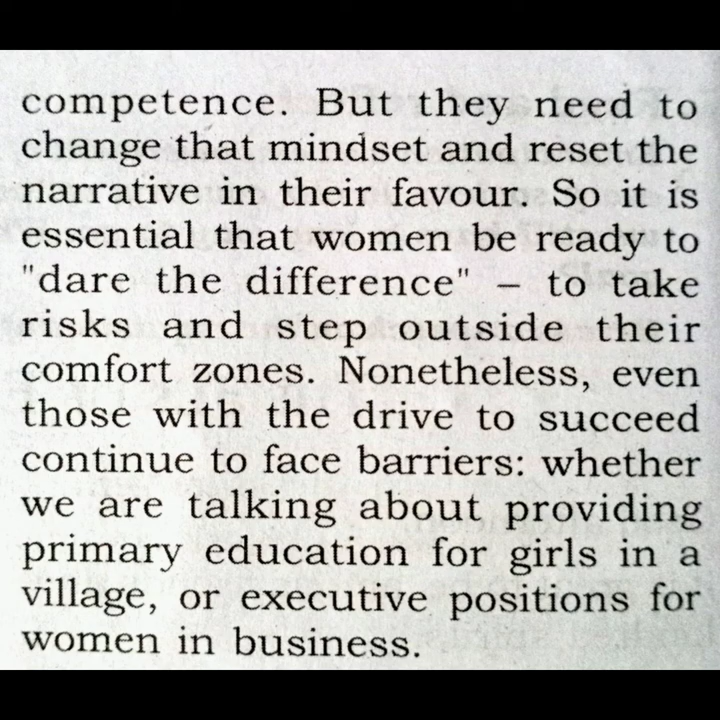 competence. But they need to
change that mindset and reset the
narrative in their favour. So it is
essential that women be ready to
"dare the difference" – to take
risks and step outside their
comfort zones. Nonetheless, even
those with the drive to succeed
continue to face barriers: whether
we are talking about providing
primary education for girls in a
village, or executive positions for
women in business.